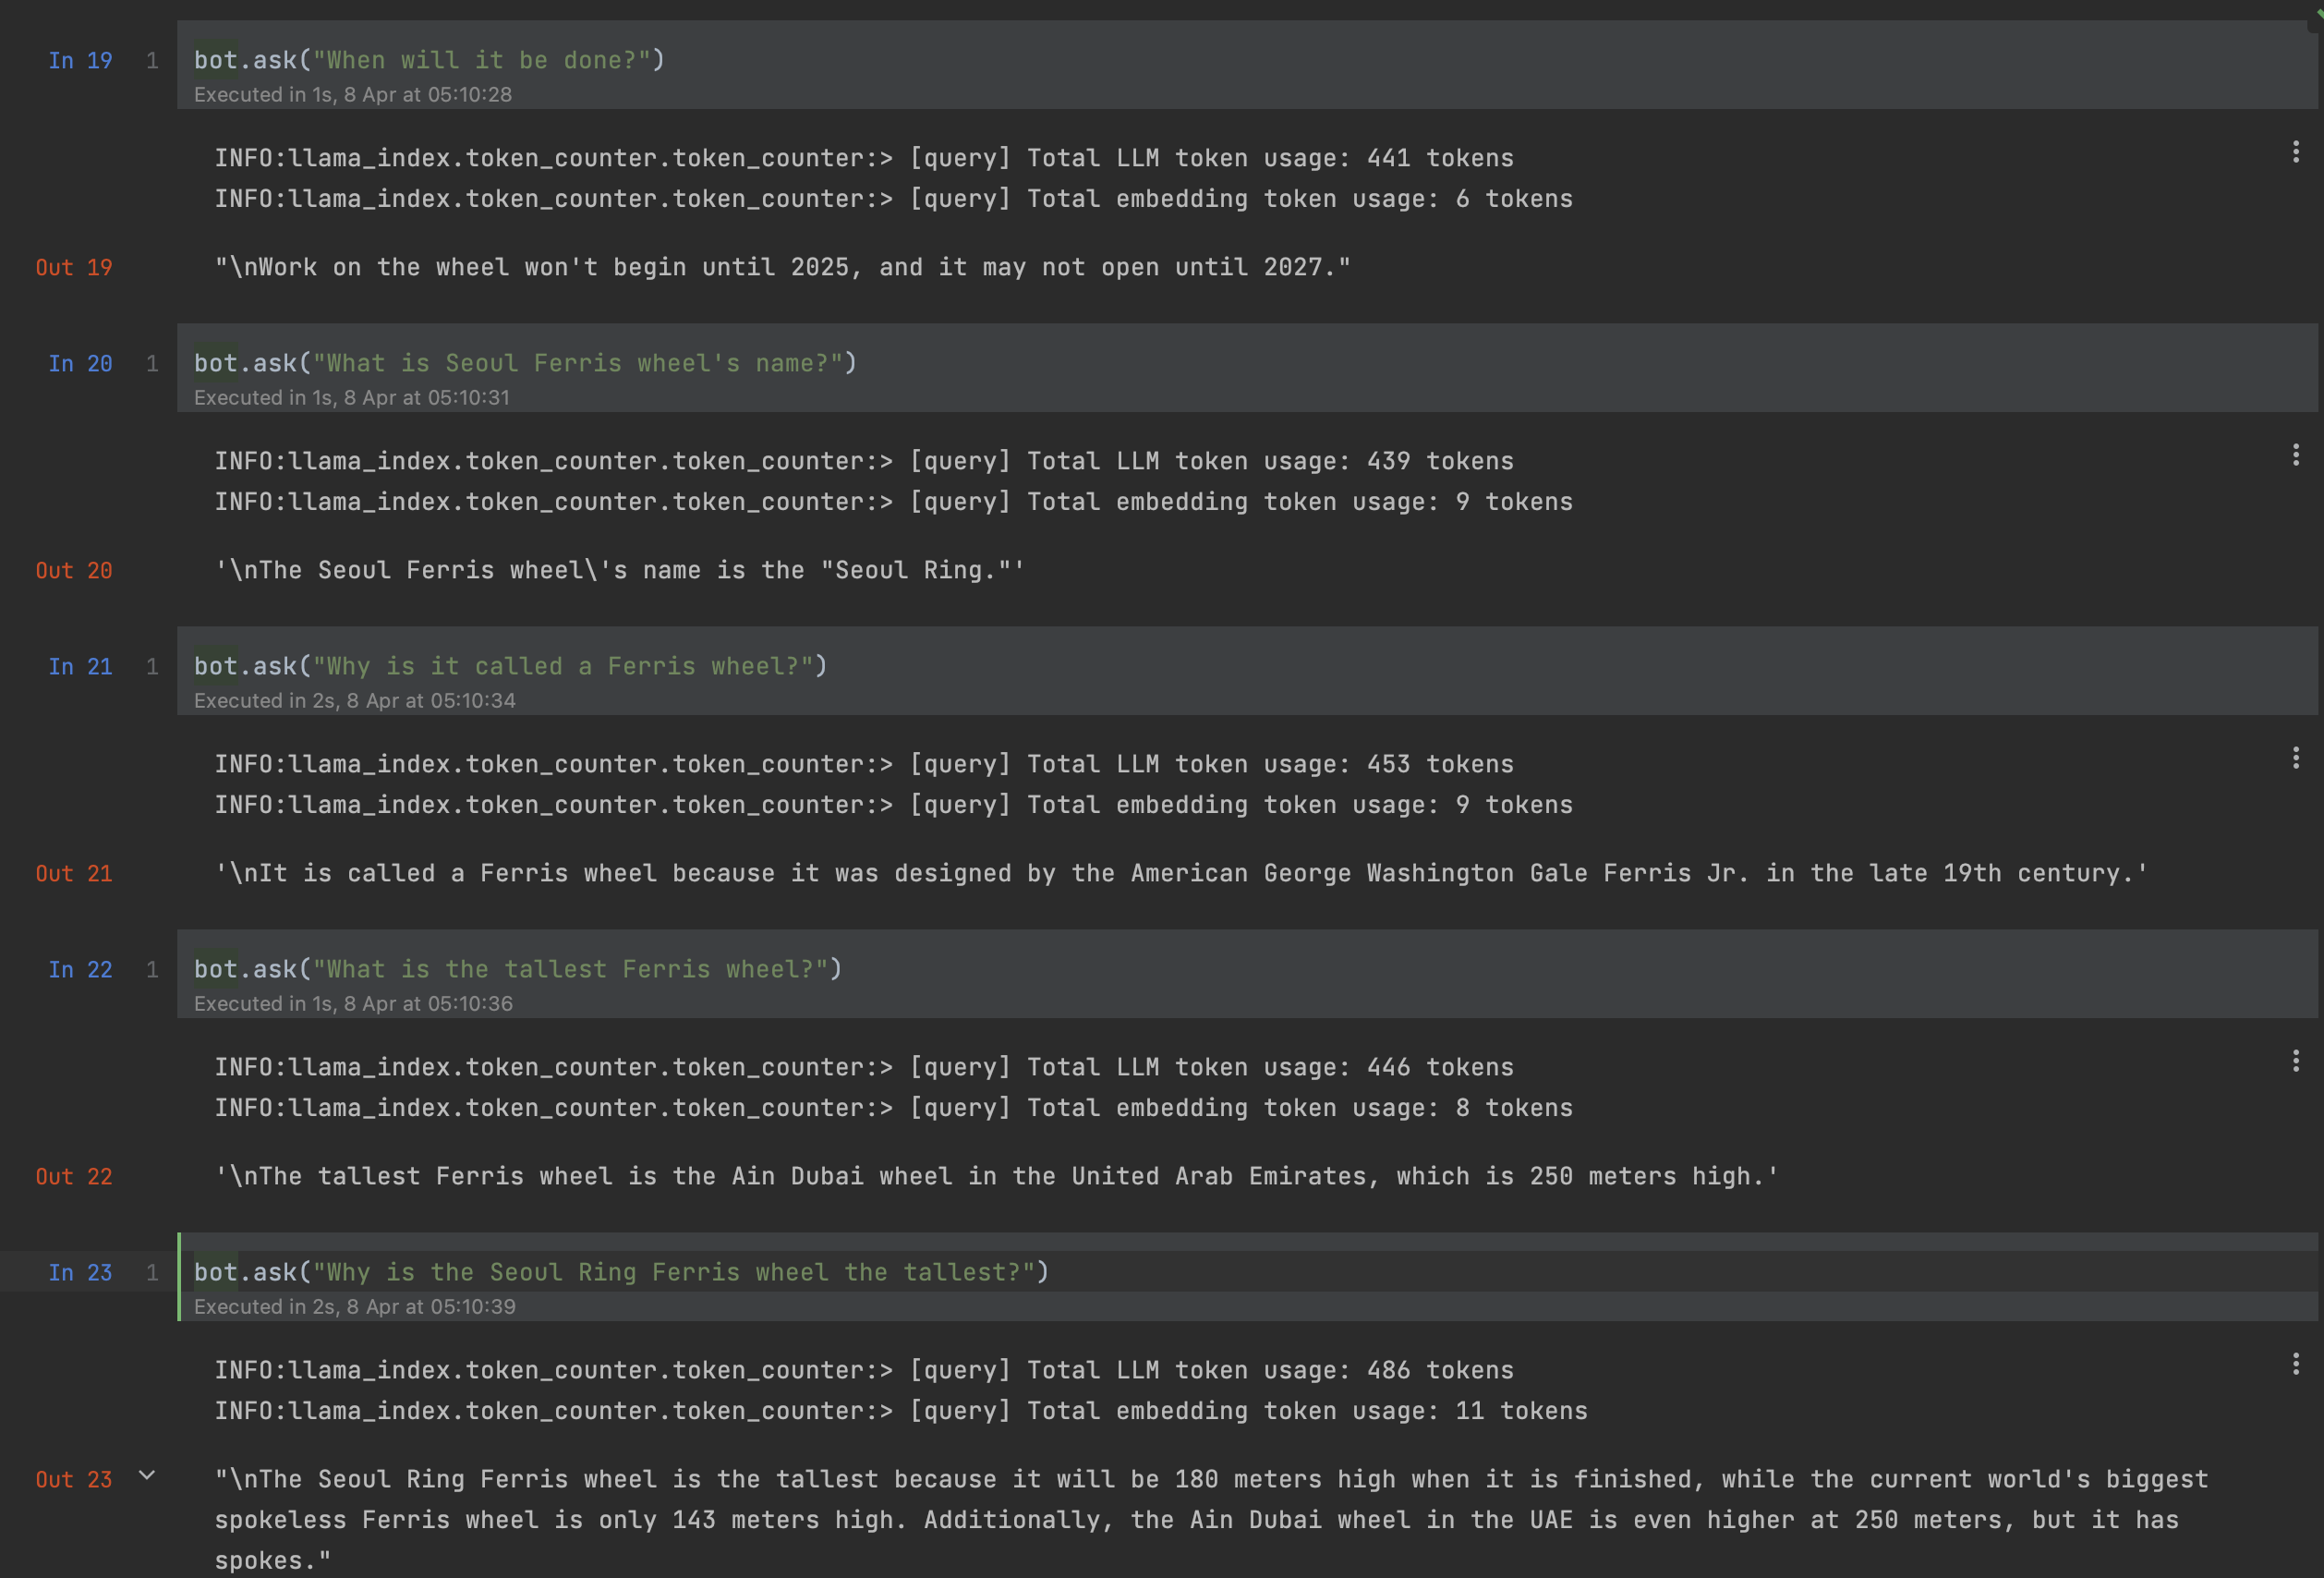 In 19 1 bot.ask("When will it be done?")
Executed in 1s, 8 Apr at 05:10:28
INFO:llama_index.token_counter.token_counter:> [query] Total LLM token usage: 441 tokens
INFO:llama_index.token_counter.token_counter:> [query] Total embedding token usage: 6 tokens
Out 19 "\nWork on the wheel won't begin until 2025, and it may not open until 2027."
In 20 1 bot.ask("What is Seoul Ferris wheel's name?")
Executed in 1s, 8 Apr at 05:10:31
INFO:llama_index.token_counter.token_counter:> [query] Total LLM token usage: 439 tokens
INFO:llama_index.token_counter.token_counter:> [query] Total embedding token usage: 9 tokens
Out 20 '\nThe Seoul Ferris wheel\'s name is the "Seoul Ring."'
In 21 1 bot.ask("Why is it called a Ferris wheel?")
Executed in 2s, 8 Apr at 05:10:34
INFO:llama_index.token_counter.token_counter:> [query] Total LLM token usage: 453 tokens
INFO:llama_index.token_counter.token_counter:> [query] Total embedding token usage: 9 tokens
Out 21 '\nIt is called a Ferris wheel because it was designed by the American George Washington Gale Ferris Jr. in the late 19th century.'
In 22 1 bot.ask("What is the tallest Ferris wheel?")
Executed in 1s, 8 Apr at 05:10:36
INFO:llama_index.token_counter.token_counter:> [query] Total LLM token usage: 446 tokens
INFO:llama_index.token_counter.token_counter:> [query] Total embedding token usage: 8 tokens
Out 22 '\nThe tallest Ferris wheel is the Ain Dubai wheel in the United Arab Emirates, which is 250 meters high.'
In 23 1 bot.ask("Why is the Seoul Ring Ferris wheel the tallest?")
Executed in 2s, 8 Apr at 05:10:39
INFO:llama_index.token_counter.token_counter:> [query] Total LLM token usage: 486 tokens
INFO:llama_index.token_counter.token_counter:> [query] Total embedding token usage: 11 tokens
Out 23 "\nThe Seoul Ring Ferris wheel is the tallest because it will be 180 meters high when it is finished, while the current world's biggest
spokeless Ferris wheel is only 143 meters high. Additionally, the Ain Dubai wheel in the UAE is even higher at 250 meters, but it has
spokes."